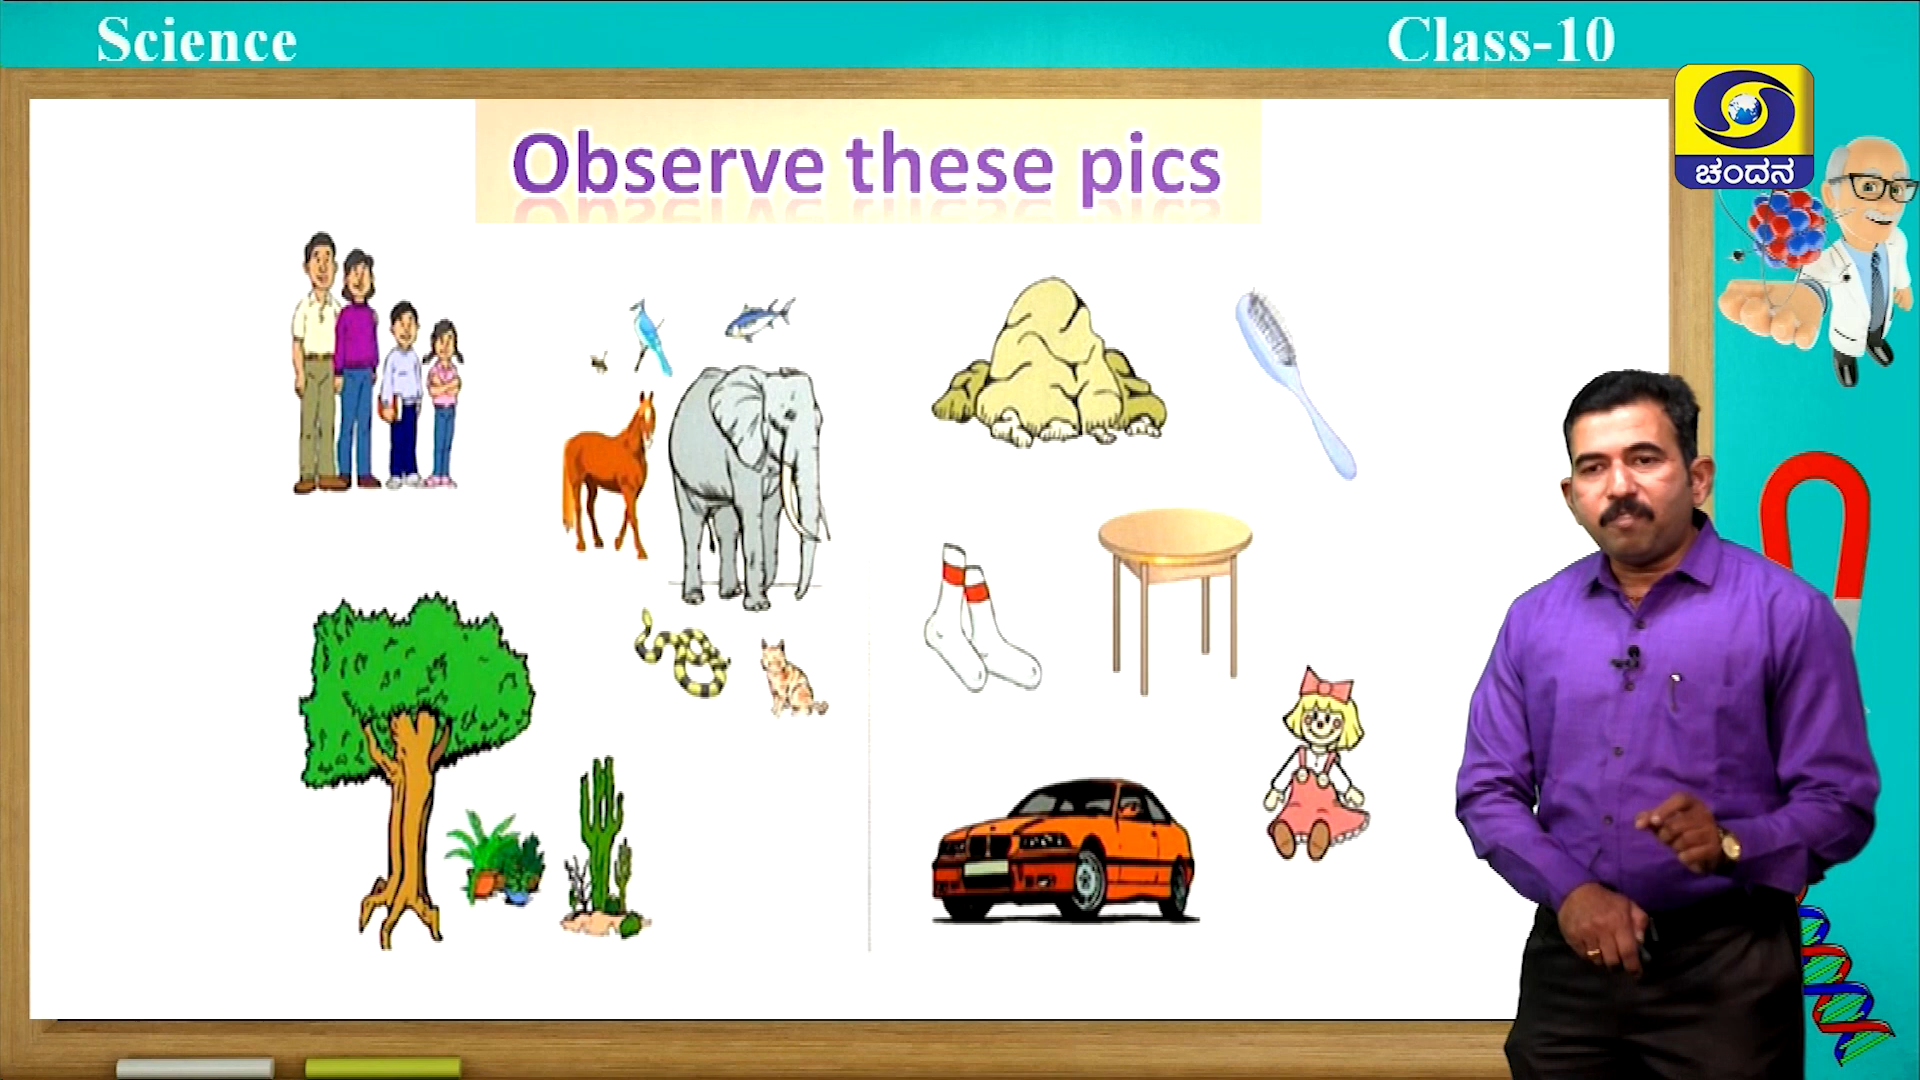 Science
Class-10
ಚಂದನ
Observe these pics